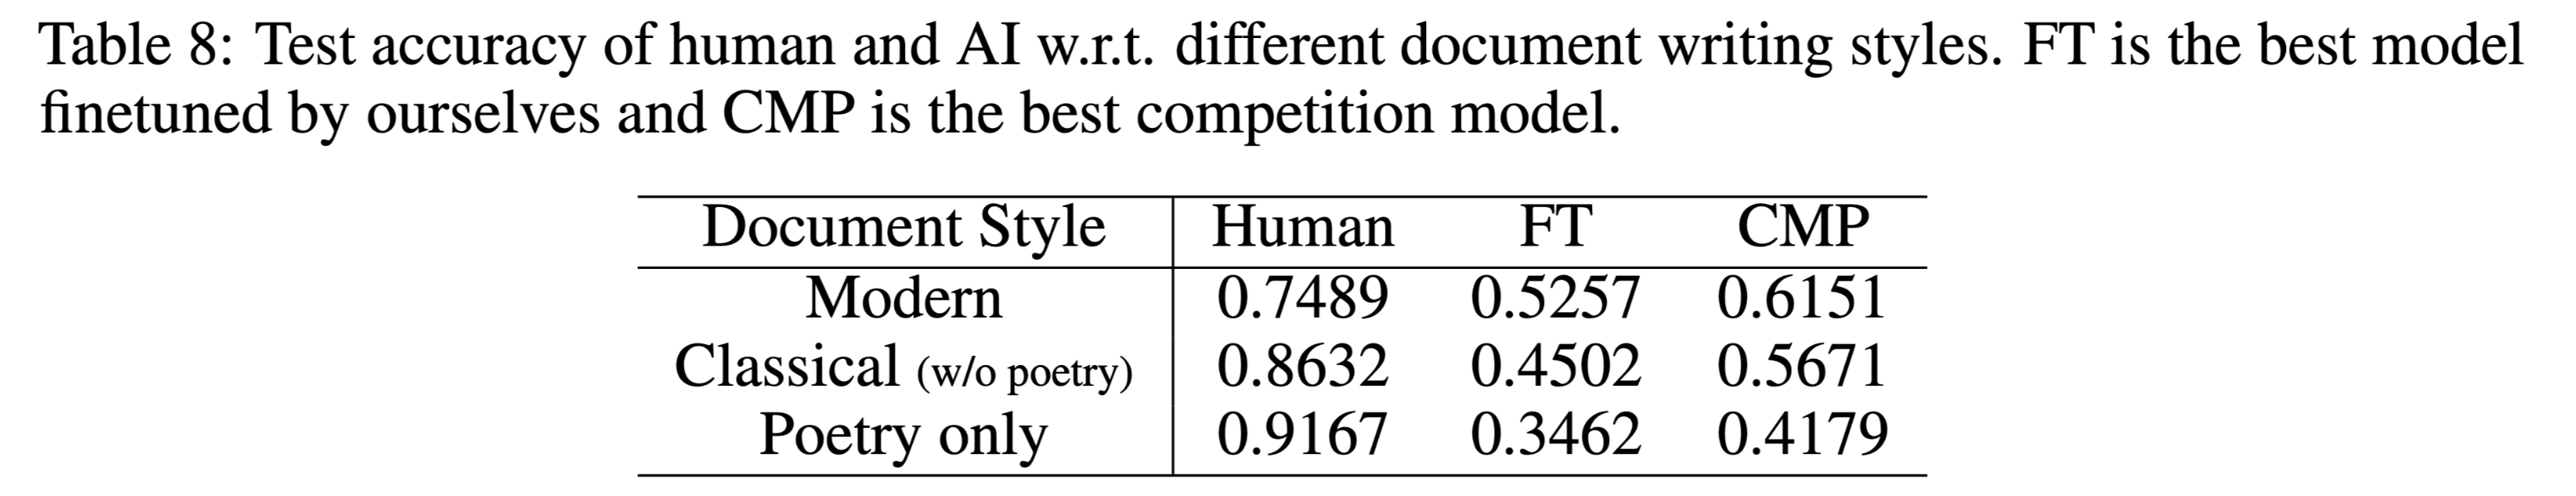 Table 8: Test accuracy of human and AI w.r.t. different document writing styles. FT is the best model
finetuned by ourselves and CMP is the best competition model.
Document Style Human FT CMP
Modern 0.7489 0.5257 0.6151
Classical (w/o poetry) 0.8632 0.4502 0.5671
Poetry only 0.9167 0.3462 0.4179